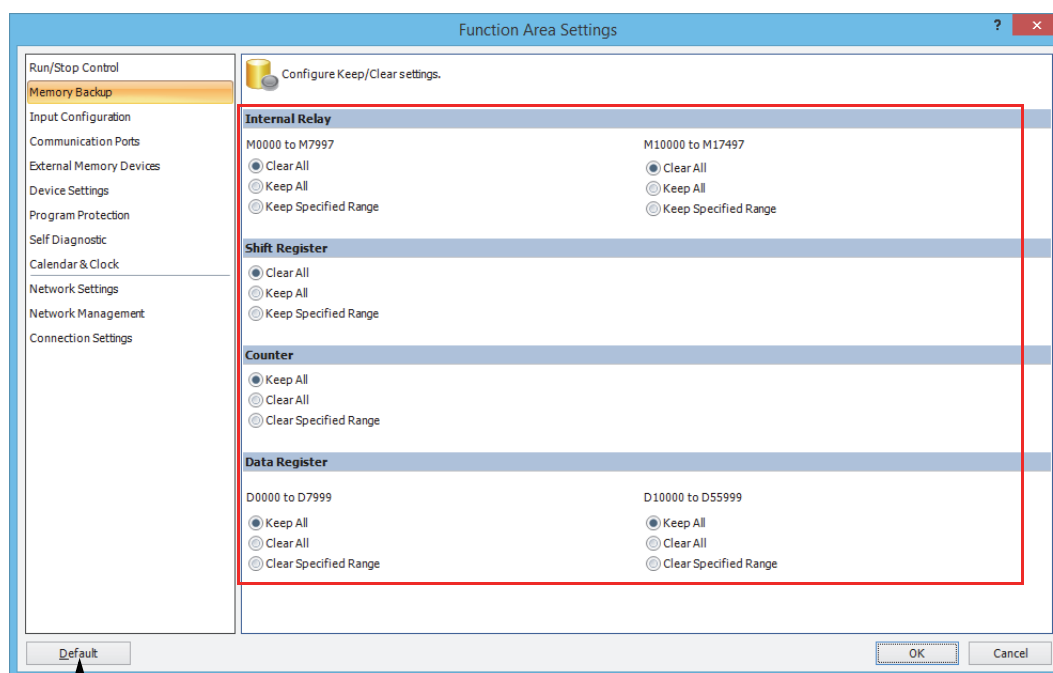 Function Area Settings
? ×
Run/Stop Control
Memory Backup
Input Configuration
Communication Ports
External Memory Devices
Device Settings
Program Protection
Self Diagnostic
Calendar & Clock
Network Settings
Network Management
Connection Settings
Configure Keep/Clear settings.
Internal Relay
M0000 to M7997
Clear All
Keep All
Keep Specified Range
M10000 to M17497
Clear All
Keep All
Keep Specified Range
Shift Register
Clear All
Keep All
Keep Specified Range
Counter
Keep All
Clear All
Clear Specified Range
Data Register
D0000 to D7999
Keep All
Clear All
Clear Specified Range
D10000 to D55999
Keep All
Clear All
Clear Specified Range
Default
OK
Cancel